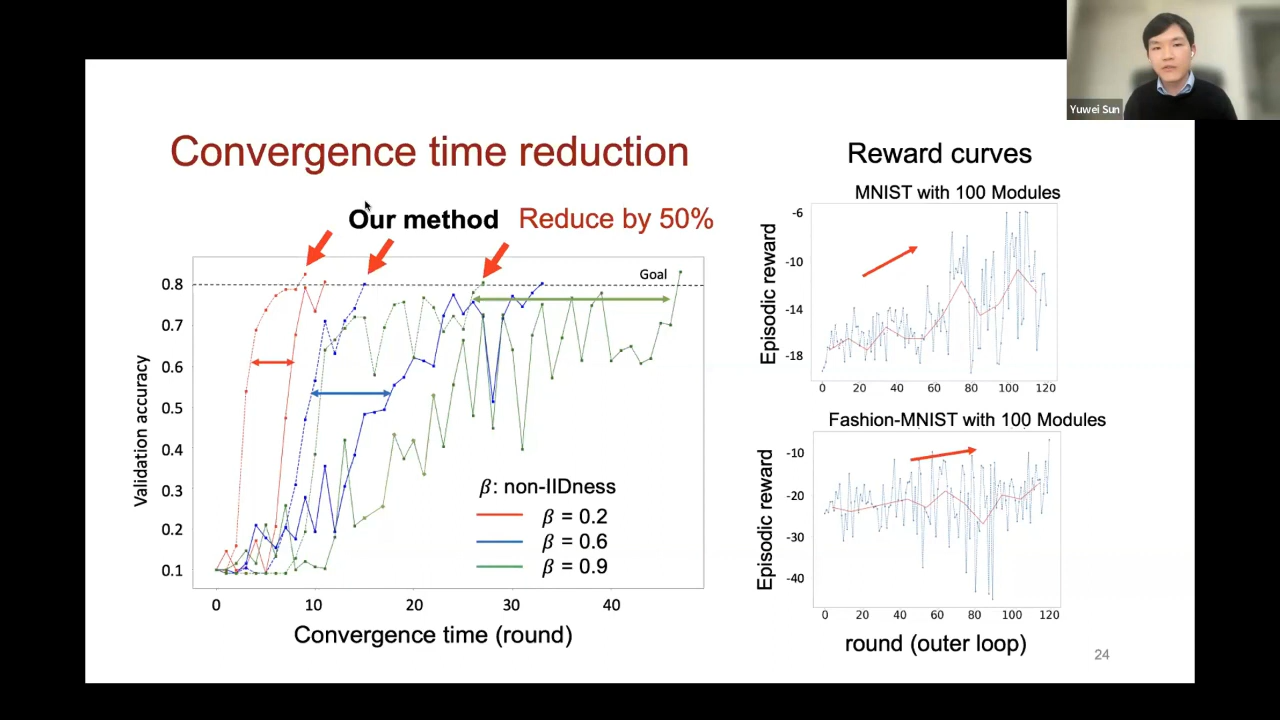 Yuwei Sun
Convergence time reduction
Our method Reduce by 50%
Goal
0.8
0.7
0.6
0.5
0.4
0.3
0.2
0.1
Validation accuracy
β: non-IIDness
β = 0.2
β = 0.6
β = 0.9
0 10 20 30 40
Convergence time (round)
Reward curves
MNIST with 100 Modules
Episodic reward
-6
-10
-14
-18
0 20 40 60 80 100 120
Fashion-MNIST with 100 Modules
Episodic reward
-10
-20
-30
-40
0 20 40 60 80 100 120
round (outer loop)
24